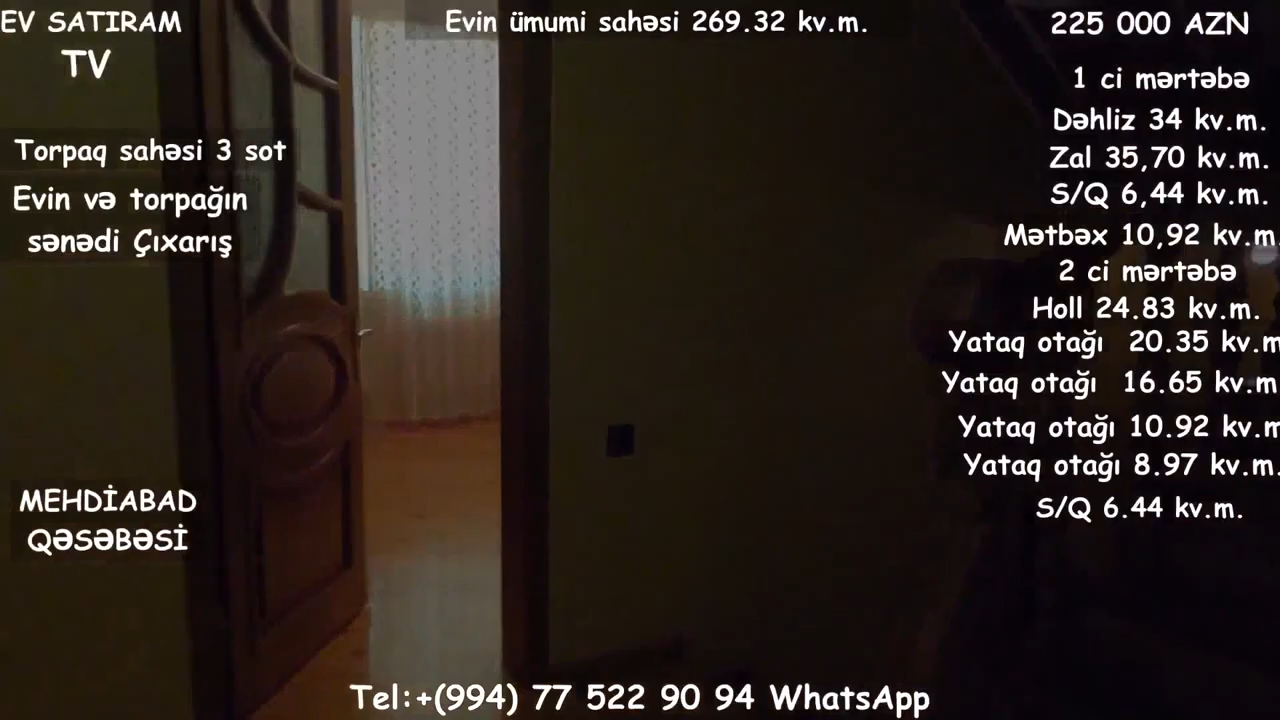 EV SATIRAM
TV
Evin ümumi sahəsi 269.32 kv.m.
225 000 AZN
Torpaq sahəsi 3 sot
Evin və torpağın
sənədi Çıxarış
1 ci mərtəbə
Dəhliz 34 kv.m.
Zal 35,70 kv.m.
S/Q 6,44 kv.m.
Mətbəx 10,92 kv.m.
2 ci mərtəbə
Holl 24.83 kv.m.
Yataq otağı 20.35 kv.m
Yataq otağı 16.65 kv.m
Yataq otağı 10.92 kv.m
Yataq otağı 8.97 kv.m.
S/Q 6.44 kv.m.
MEHDİABAD
QƏSƏBƏSİ
Tel:+(994) 77 522 90 94 WhatsApp